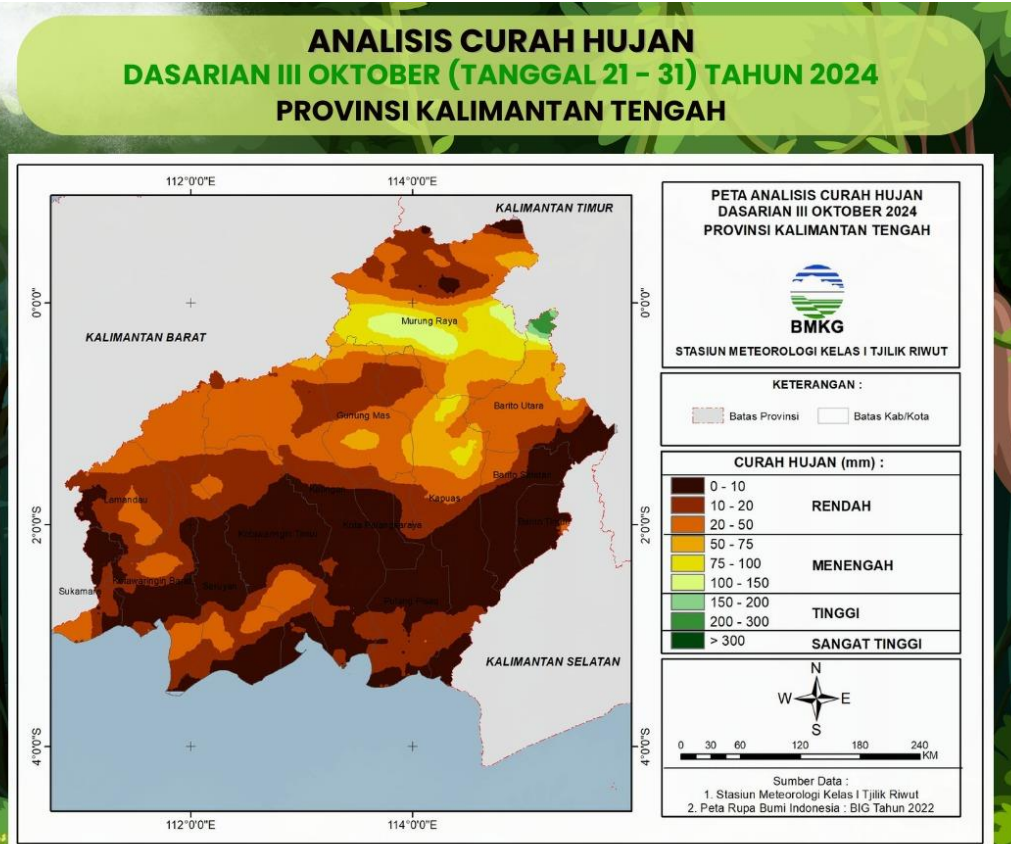 ANALISIS CURAH HUJAN
DASARIAN III OKTOBER (TANGGAL 21 - 31) TAHUN 2024
PROVINSI KALIMANTAN TENGAH
112°0'0"E
114°0'0"E
KALIMANTAN TIMUR
0°0'0"
0°0'0"
Murung Raya
KALIMANTAN BARAT
Barito Utara
Gunung Mas
Barito Selatan
Lamandau
Katingan
Kapuas
2°0'0"S
Kotawaringin Timur
Kota Palangkaraya
Barito Timur
2°0'0"S
Sukamara
Kotawaringin Barat
Seruyan
Pulang Pisau
KALIMANTAN SELATAN
4°0'0"S
4°0'0"S
112°0'0"E
114°0'0"E
PETA ANALISIS CURAH HUJAN
DASARIAN III OKTOBER 2024
PROVINSI KALIMANTAN TENGAH
BMKG
STASIUN METEOROLOGI KELAS I TJILIK RIWUT
KETERANGAN :
Batas Provinsi
Batas Kab/Kota
CURAH HUJAN (mm) :
0 - 10
10 - 20
RENDAH
20 - 50
50 - 75
75 - 100
MENENGAH
100 - 150
150 - 200
TINGGI
200 - 300
> 300
SANGAT TINGGI
N
W E
S
0 30 60 120 180 240
KM
Sumber Data :
1. Stasiun Meteorologi Kelas I Tjilik Riwut
2. Peta Rupa Bumi Indonesia : BIG Tahun 2022